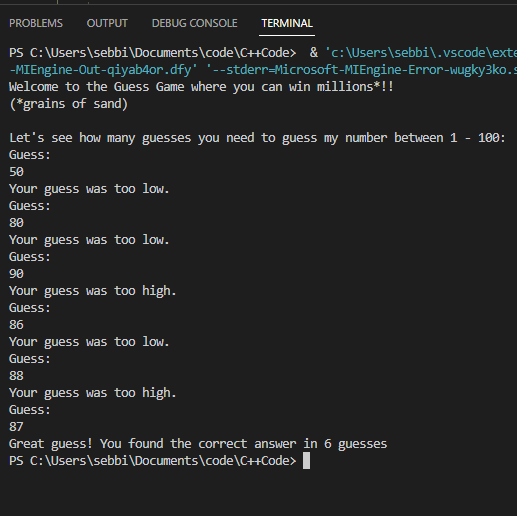 PROBLEMS OUTPUT DEBUG CONSOLE TERMINAL
PS C:\Users\sebbi\Documents\code\C++Code>  & 'c:\Users\sebbi\.vscode\exte
-MIEngine-Out-qiyab4or.dfy' '--stderr=Microsoft-MIEngine-Error-wugky3ko.s
Welcome to the Guess Game where you can win millions*!!
(*grains of sand)

Let's see how many guesses you need to guess my number between 1 - 100:
Guess:
50
Your guess was too low.
Guess:
80
Your guess was too low.
Guess:
90
Your guess was too high.
Guess:
86
Your guess was too low.
Guess:
88
Your guess was too high.
Guess:
87
Great guess! You found the correct answer in 6 guesses
PS C:\Users\sebbi\Documents\code\C++Code>